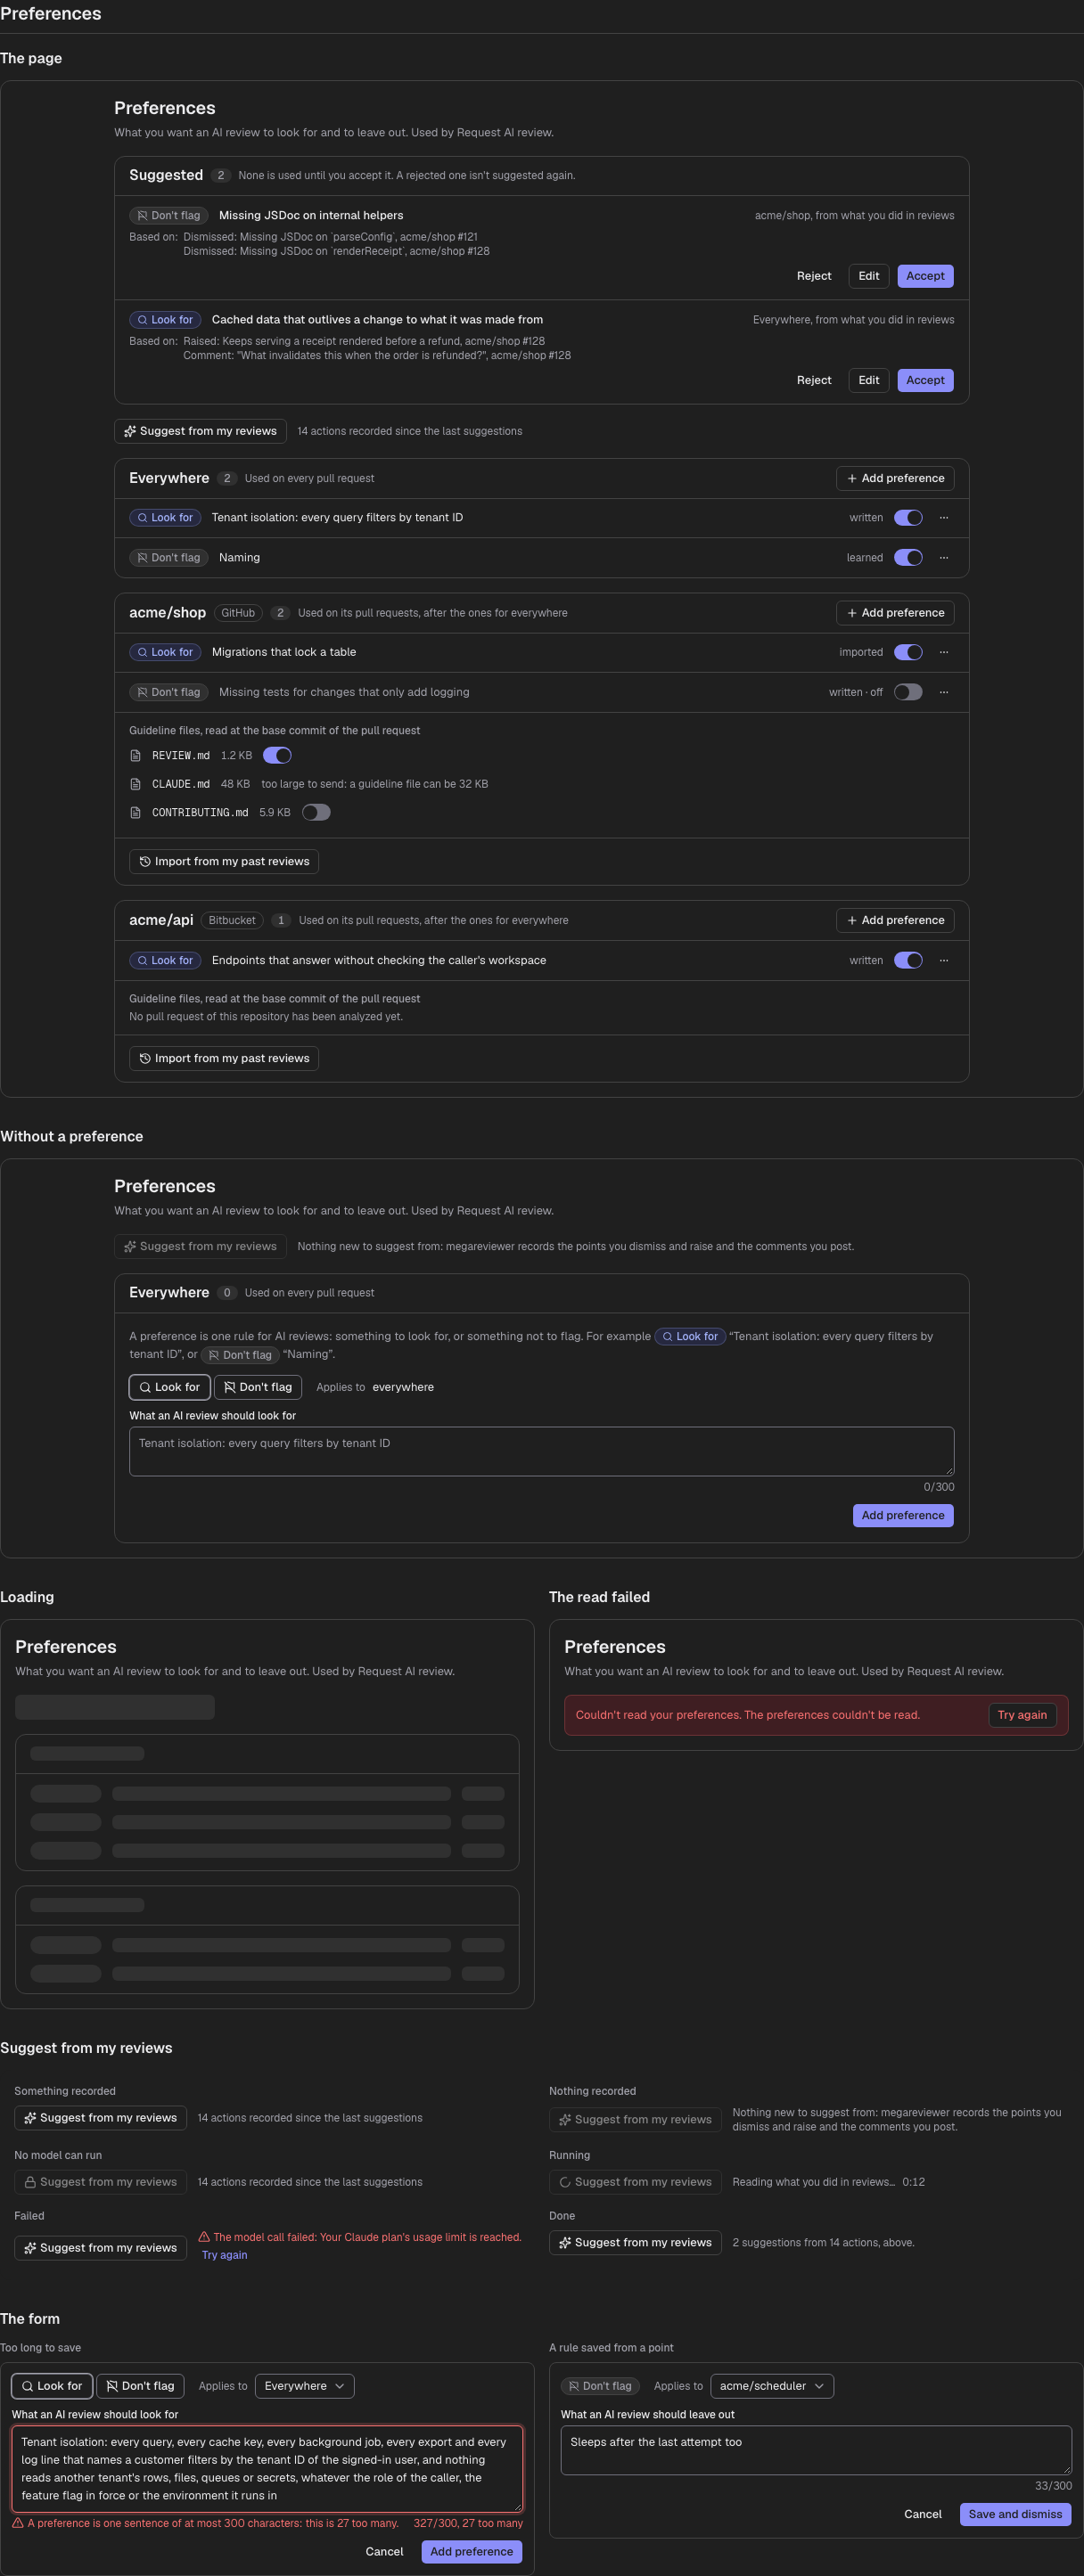 Preferences
The page
Preferences
What you want an AI review to look for and to leave out. Used by Request AI review.
Suggested 2 None is used until you accept it. A rejected one isn't suggested again.
Don't flag Missing JSDoc on internal helpers acme/shop, from what you did in reviews
Based on: Dismissed: Missing JSDoc on `parseConfig`, acme/shop #121
Dismissed: Missing JSDoc on `renderReceipt`, acme/shop #128
Reject Edit Accept
Look for Cached data that outlives a change to what it was made from Everywhere, from what you did in reviews
Based on: Raised: Keeps serving a receipt rendered before a refund, acme/shop #128
Comment: "What invalidates this when the order is refunded?", acme/shop #128
Reject Edit Accept
Suggest from my reviews 14 actions recorded since the last suggestions
Everywhere 2 Used on every pull request + Add preference
Look for Tenant isolation: every query filters by tenant ID written ···
Don't flag Naming learned ···
acme/shop GitHub 2 Used on its pull requests, after the ones for everywhere + Add preference
Look for Migrations that lock a table imported ···
Don't flag Missing tests for changes that only add logging written · off ···
Guideline files, read at the base commit of the pull request
REVIEW.md 1.2 KB
CLAUDE.md 48 KB too large to send: a guideline file can be 32 KB
CONTRIBUTING.md 5.9 KB
Import from my past reviews
acme/api Bitbucket 1 Used on its pull requests, after the ones for everywhere + Add preference
Look for Endpoints that answer without checking the caller's workspace written ···
Guideline files, read at the base commit of the pull request
No pull request of this repository has been analyzed yet.
Import from my past reviews
Without a preference
Preferences
What you want an AI review to look for and to leave out. Used by Request AI review.
Suggest from my reviews Nothing new to suggest from: megareviewer records the points you dismiss and raise and the comments you post.
Everywhere 0 Used on every pull request
A preference is one rule for AI reviews: something to look for, or something not to flag. For example Look for “Tenant isolation: every query filters by
tenant ID”, or Don't flag “Naming”.
Look for Don't flag Applies to everywhere
What an AI review should look for
Tenant isolation: every query filters by tenant ID
0/300
Add preference
Loading
Preferences
What you want an AI review to look for and to leave out. Used by Request AI review.
The read failed
Preferences
What you want an AI review to look for and to leave out. Used by Request AI review.
Couldn't read your preferences. The preferences couldn't be read. Try again
Suggest from my reviews
Something recorded
Suggest from my reviews 14 actions recorded since the last suggestions
Nothing recorded
Suggest from my reviews Nothing new to suggest from: megareviewer records the points you
dismiss and raise and the comments you post.
No model can run
Suggest from my reviews 14 actions recorded since the last suggestions
Running
Suggest from my reviews Reading what you did in reviews… 0:12
Failed
Suggest from my reviews The model call failed: Your Claude plan's usage limit is reached.
Try again
Done
Suggest from my reviews 2 suggestions from 14 actions, above.
The form
Too long to save
Look for Don't flag Applies to Everywhere
What an AI review should look for
Tenant isolation: every query, every cache key, every background job, every export and every
log line that names a customer filters by the tenant ID of the signed-in user, and nothing
reads another tenant's rows, files, queues or secrets, whatever the role of the caller, the
feature flag in force or the environment it runs in
A preference is one sentence of at most 300 characters: this is 27 too many. 327/300, 27 too many
Cancel Add preference
A rule saved from a point
Don't flag Applies to acme/scheduler
What an AI review should leave out
Sleeps after the last attempt too
33/300
Cancel Save and dismiss